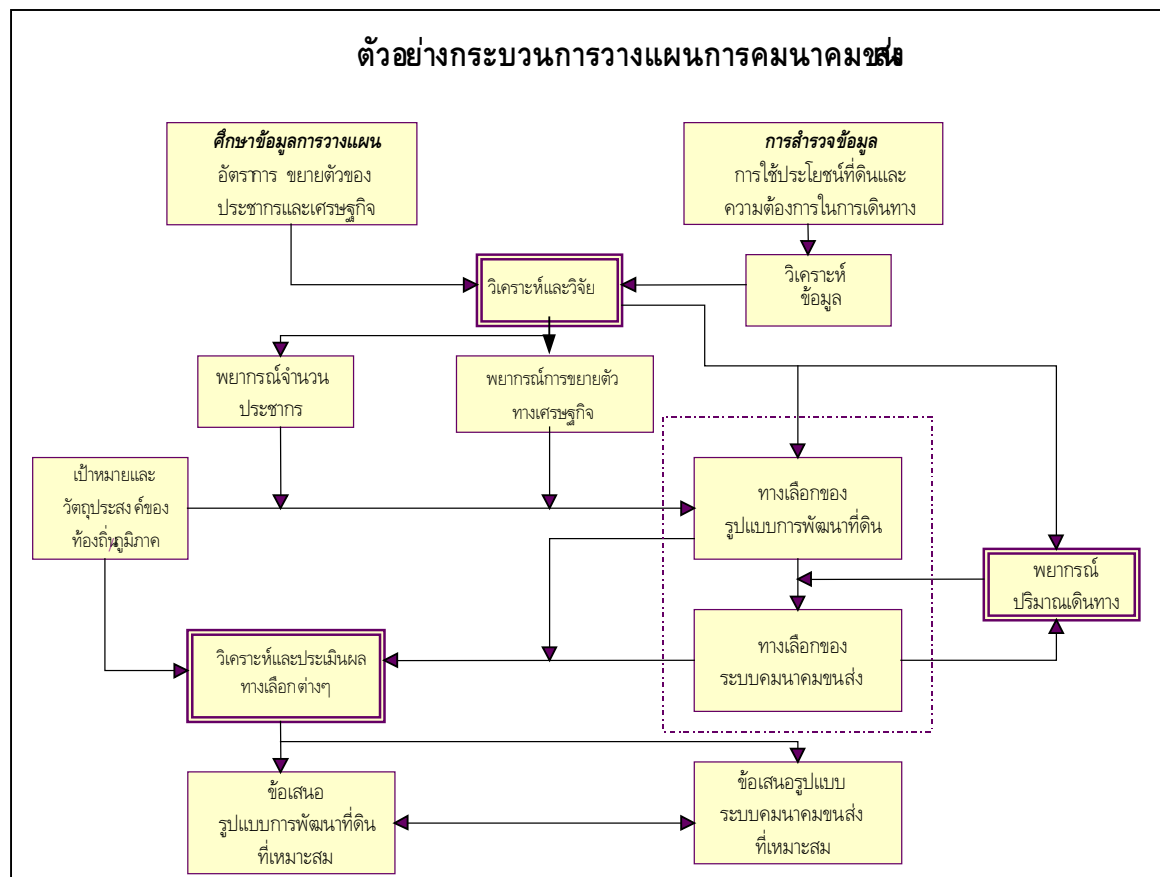 ตัวอย่างกระบวนการวางแผนการคมนาคมขนส่ง
ศึกษาข้อมูลการวางแผน
อัตราการ ขยายตัวของ
ประชากรและเศรษฐกิจ
การสำรวจข้อมูล
การใช้ประโยชน์ที่ดินและ
ความต้องการในการเดินทาง
วิเคราะห์และวิจัย
วิเคราะห์
ข้อมูล
พยากรณ์จำนวน
ประชากร
พยากรณ์การขยายตัว
ทางเศรษฐกิจ
เป้าหมายและ
วัตถุประสงค์ของ
ท้องถิ่น/ภูมิภาค
ทางเลือกของ
รูปแบบการพัฒนาที่ดิน
พยากรณ์
ปริมาณเดินทาง
วิเคราะห์และประเมินผล
ทางเลือกต่างๆ
ทางเลือกของ
ระบบคมนาคมขนส่ง
ข้อเสนอ
รูปแบบการพัฒนาที่ดิน
ที่เหมาะสม
ข้อเสนอรูปแบบ
ระบบคมนาคมขนส่ง
ที่เหมาะสม